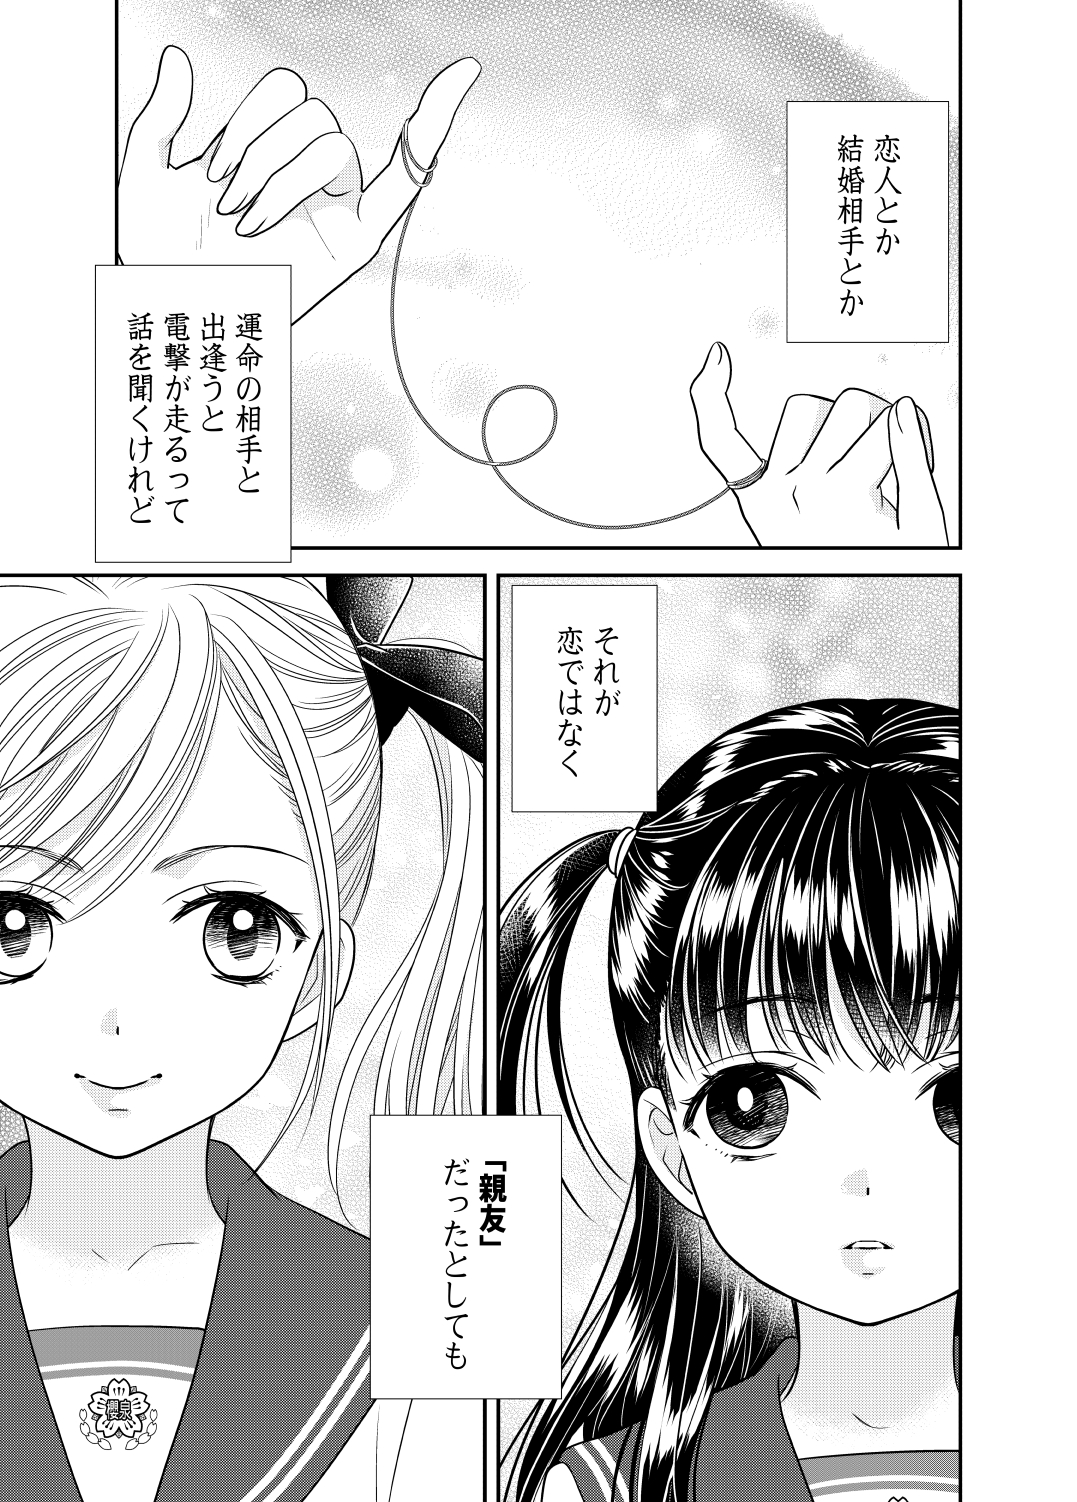 恋人とか
結婚相手とか
運命の相手と
出逢うと
電撃が走るって
話を聞くけれど
それが
恋ではなく
「親友」
だったとしても
櫻泉